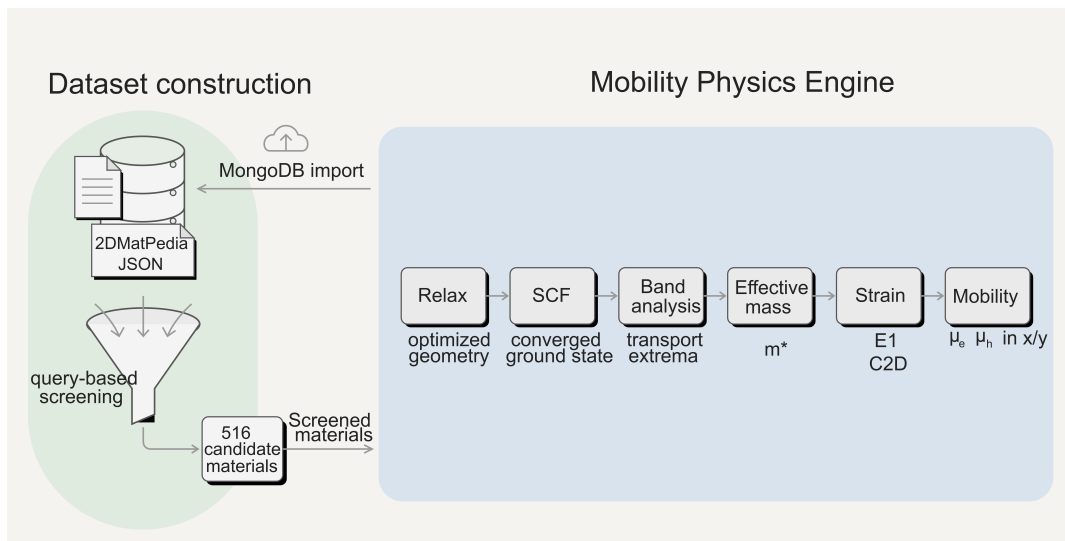 Dataset construction
Mobility Physics Engine
MongoDB import
2DMatPedia
JSON
query-based
screening
516
candidate
materials
Screened
materials
Relax
optimized
geometry
SCF
converged
ground state
Band
analysis
transport
extrema
Effective
mass
m*
Strain
E1
C2D
Mobility
μₑ μₕ in x/y